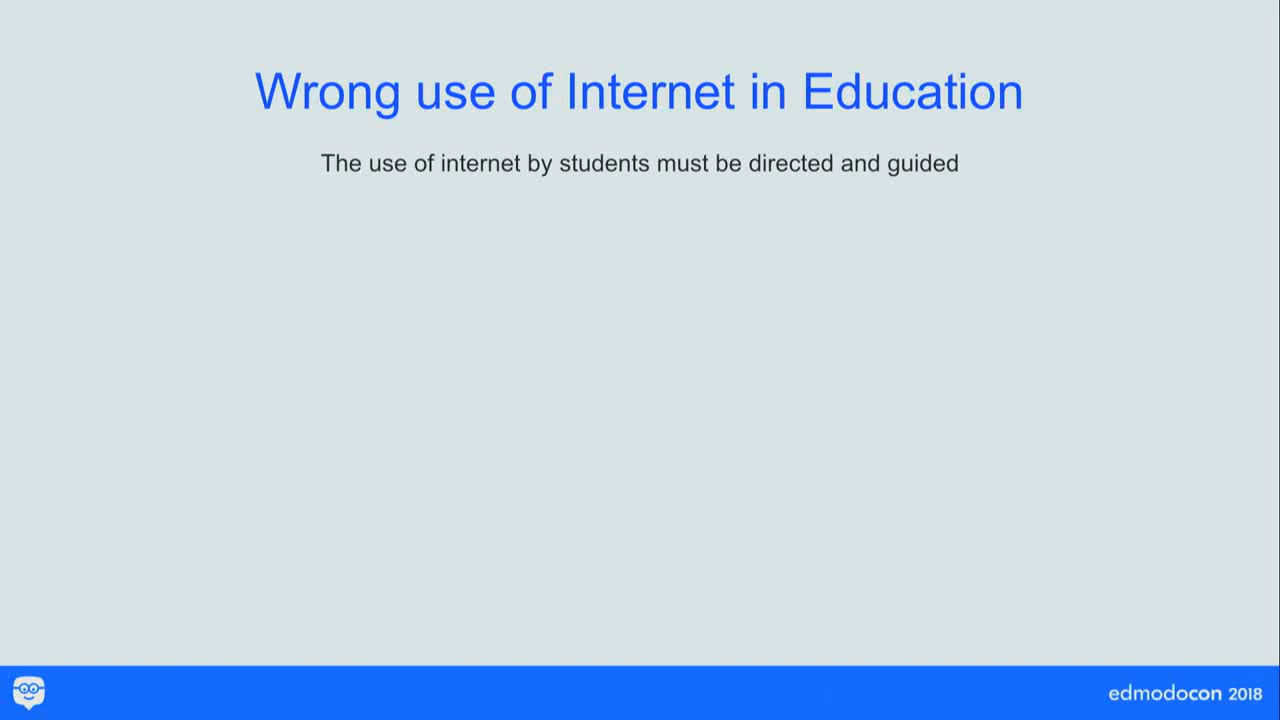 Wrong use of Internet in Education
The use of internet by students must be directed and guided
edmodocon 2018